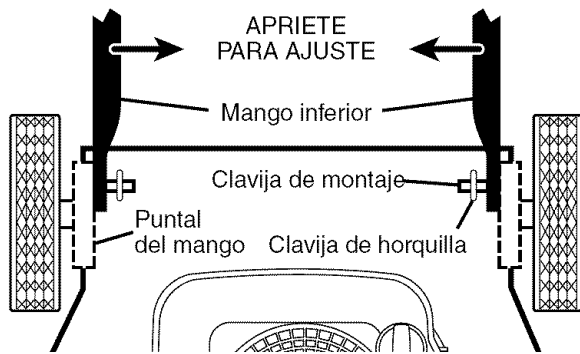 APRIETE
PARA AJUSTE
Mango inferior
Clavija de montaje
Puntal
del mango
Clavija de horquilla